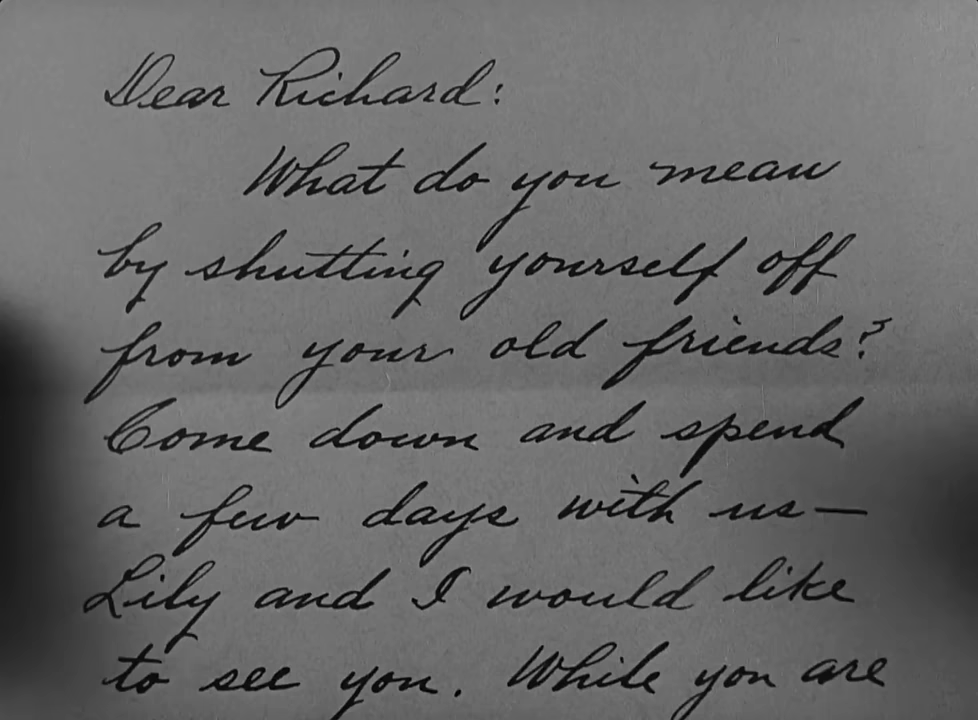 Dear Richard:
What do you mean
by shutting yourself off
from your old friends?
Come down and spend
a few days with us—
Lily and I would like
to see you. While you are